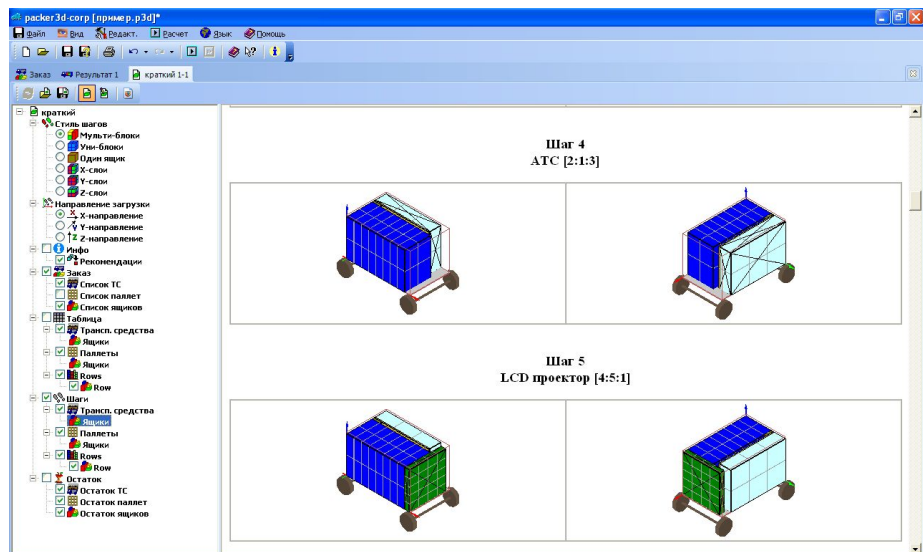 packer3d-corp [пример.p3d]*
Файл Вид Редакт. Расчет Язык Помощь
Заказ Результат 1 краткий 1-1
краткий
Стиль шагов
Мульти-блоки
Уни-блоки
Один ящик
X-слои
Y-слои
Z-слои
Направление загрузки
X-направление
Y-направление
Z-направление
Инфо
Рекомендации
Заказ
Список ТС
Список паллет
Список ящиков
Таблица
Трансп. средства
Ящики
Паллеты
Ящики
Rows
Row
Шаги
Трансп. средства
Ящики
Паллеты
Ящики
Rows
Row
Остаток
Остаток ТС
Остаток паллет
Остаток ящиков
Шаг 4
АТС [2:1:3]
Шаг 5
LCD проектор [4:5:1]